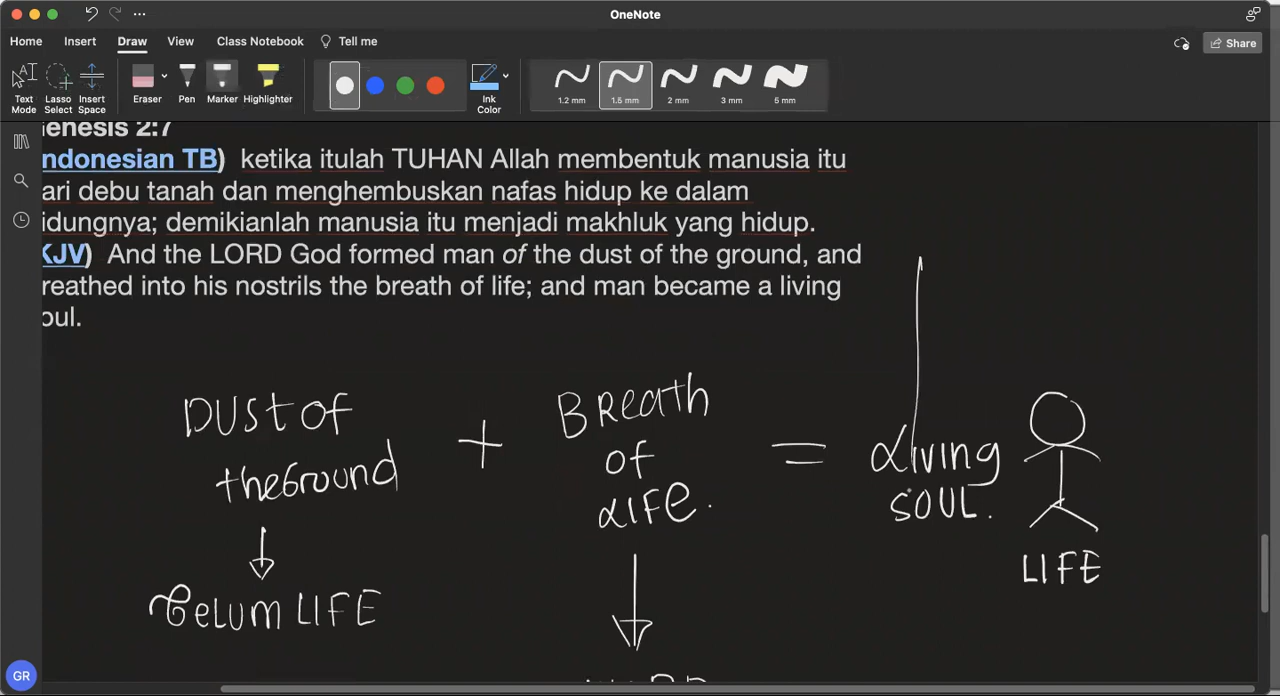 OneNote
Home Insert Draw View Class Notebook Tell me
Share
Text Mode
Lasso Select
Insert Space
Eraser
Pen
Marker
Highlighter
Ink Color
1.2 mm
1.5 mm
2 mm
3 mm
5 mm
enesis 2:7
ndonesian TB) ketika itulah TUHAN Allah membentuk manusia itu
ari debu tanah dan menghembuskan nafas hidup ke dalam
idungnya; demikianlah manusia itu menjadi makhluk yang hidup.
KJV) And the LORD God formed man of the dust of the ground, and
reathed into his nostrils the breath of life; and man became a living
oul.
Dust of
the Ground
+
Breath
of
LIFE.
=
Living
SOUL.
LIFE
Belum LIFE
GR